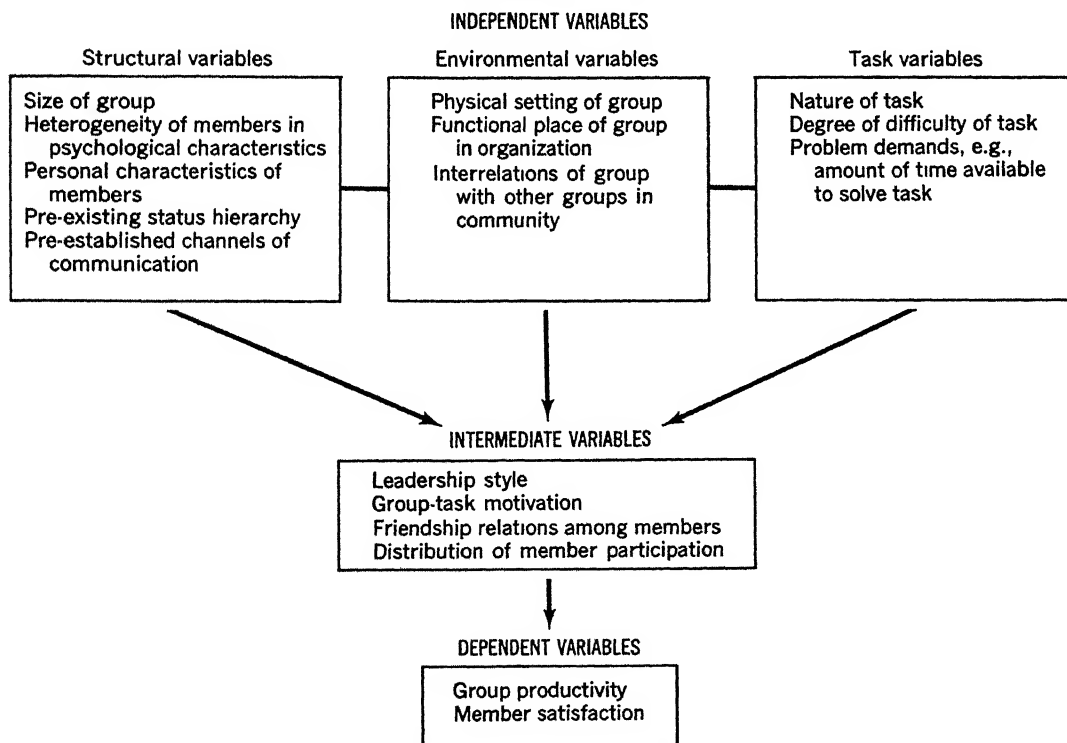 INDEPENDENT VARIABLES
Structural variables
Size of group
Heterogeneity of members in
psychological characteristics
Personal characteristics of
members
Pre-existing status hierarchy
Pre-established channels of
communication
Environmental variables
Physical setting of group
Functional place of group
in organization
Interrelations of group
with other groups in
community
Task variables
Nature of task
Degree of difficulty of task
Problem demands, e.g.,
amount of time available
to solve task
INTERMEDIATE VARIABLES
Leadership style
Group-task motivation
Friendship relations among members
Distribution of member participation
DEPENDENT VARIABLES
Group productivity
Member satisfaction